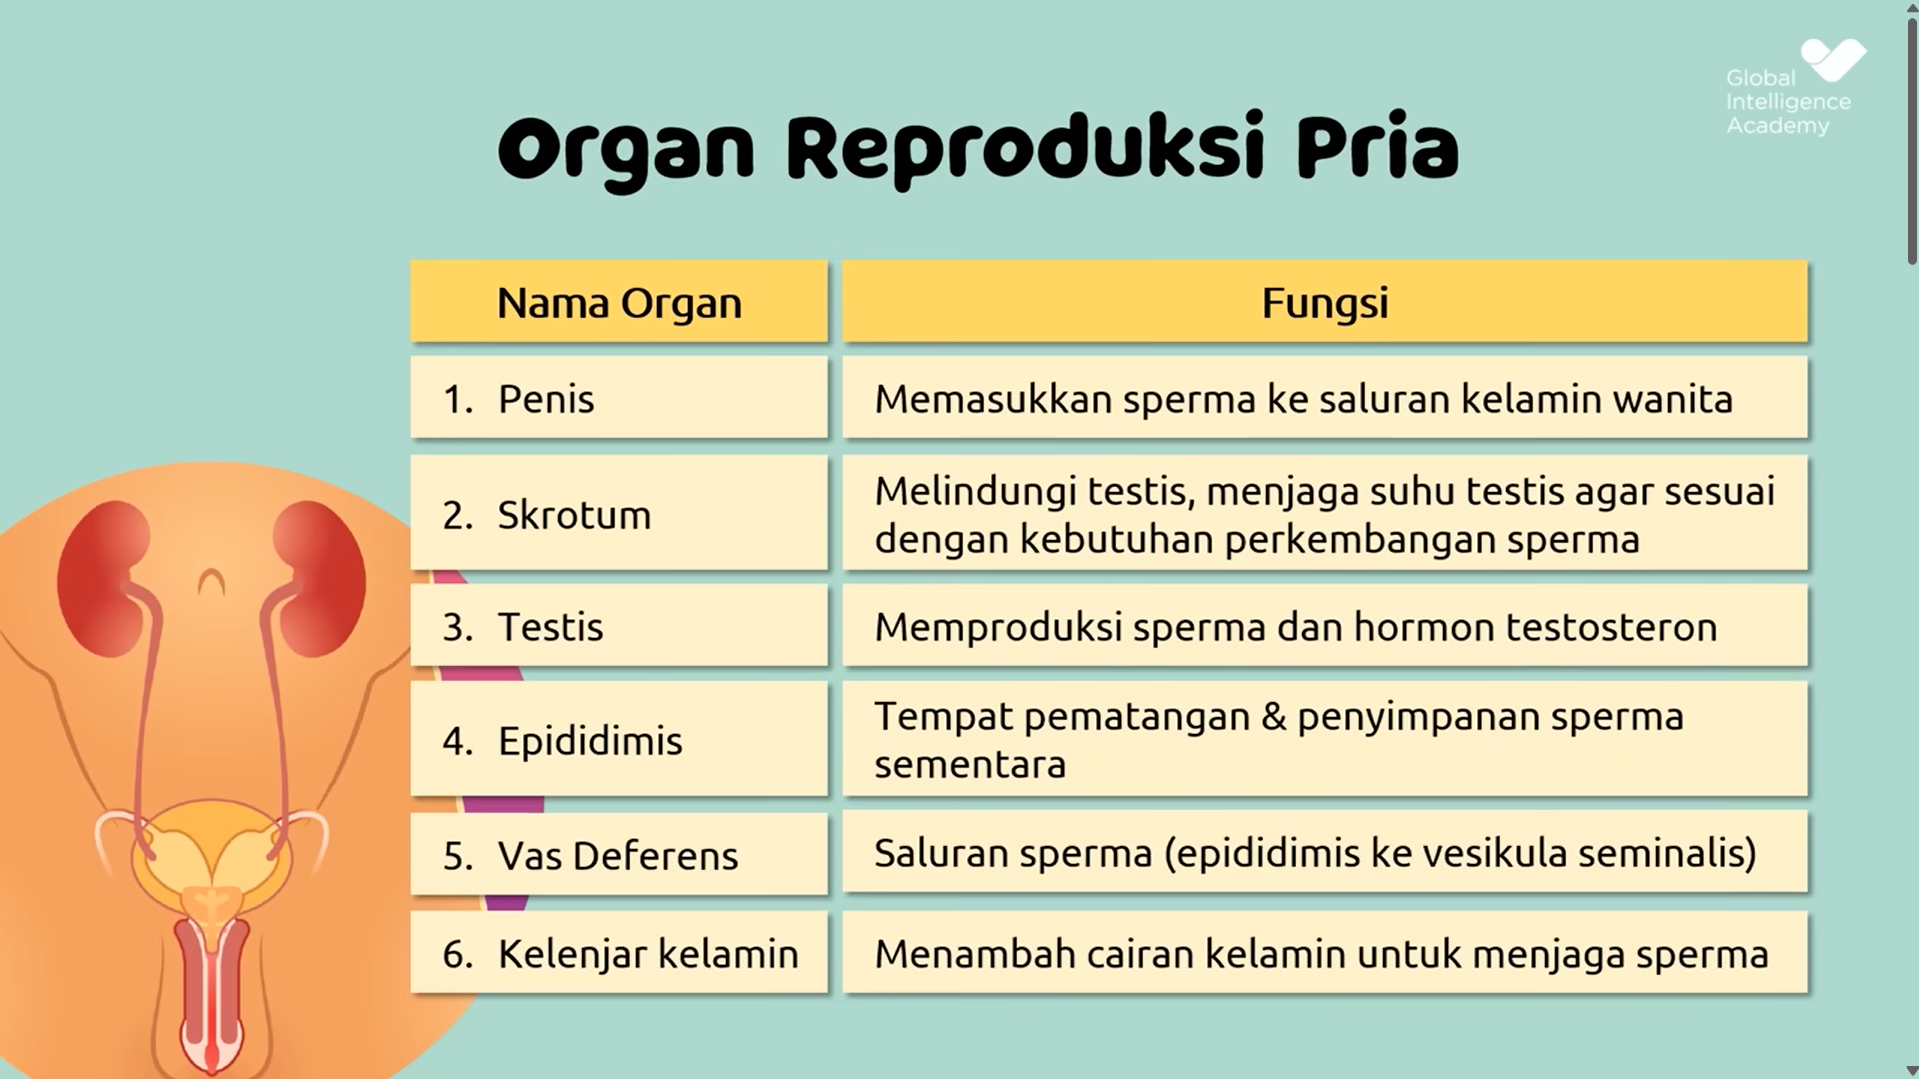 Global
Intelligence
Academy
Organ Reproduksi Pria
Nama Organ
Fungsi
1. Penis
Memasukkan sperma ke saluran kelamin wanita
2. Skrotum
Melindungi testis, menjaga suhu testis agar sesuai
dengan kebutuhan perkembangan sperma
3. Testis
Memproduksi sperma dan hormon testosteron
4. Epididimis
Tempat pematangan & penyimpanan sperma
sementara
5. Vas Deferens
Saluran sperma (epididimis ke vesikula seminalis)
6. Kelenjar kelamin
Menambah cairan kelamin untuk menjaga sperma